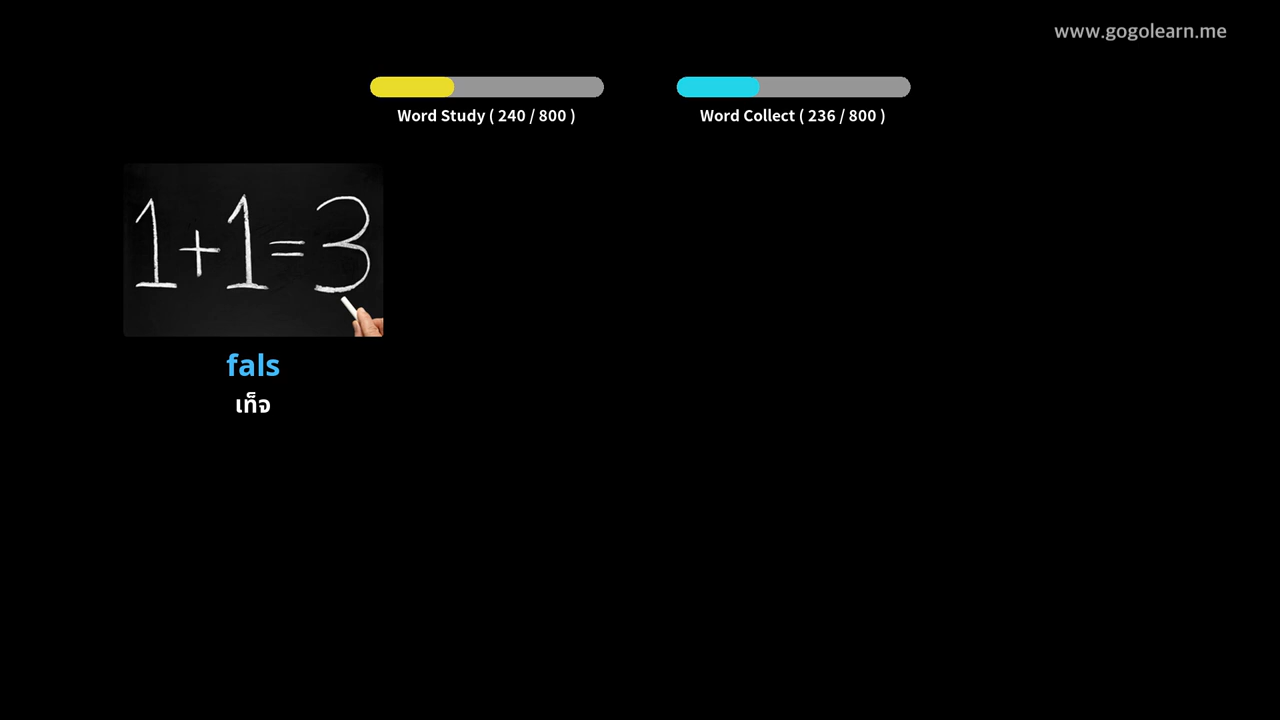 www.gogolearn.me
Word Study ( 240 / 800 )
Word Collect ( 236 / 800 )
1+1=3
fals
เท็จ